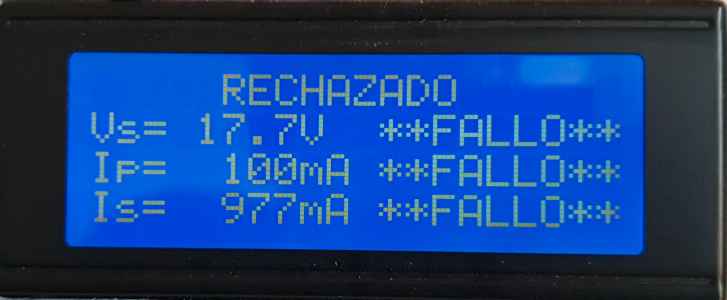 RECHAZADO
Vs= 17.7V **FALLO**
Ip= 100mA **FALLO**
Is= 977mA **FALLO**